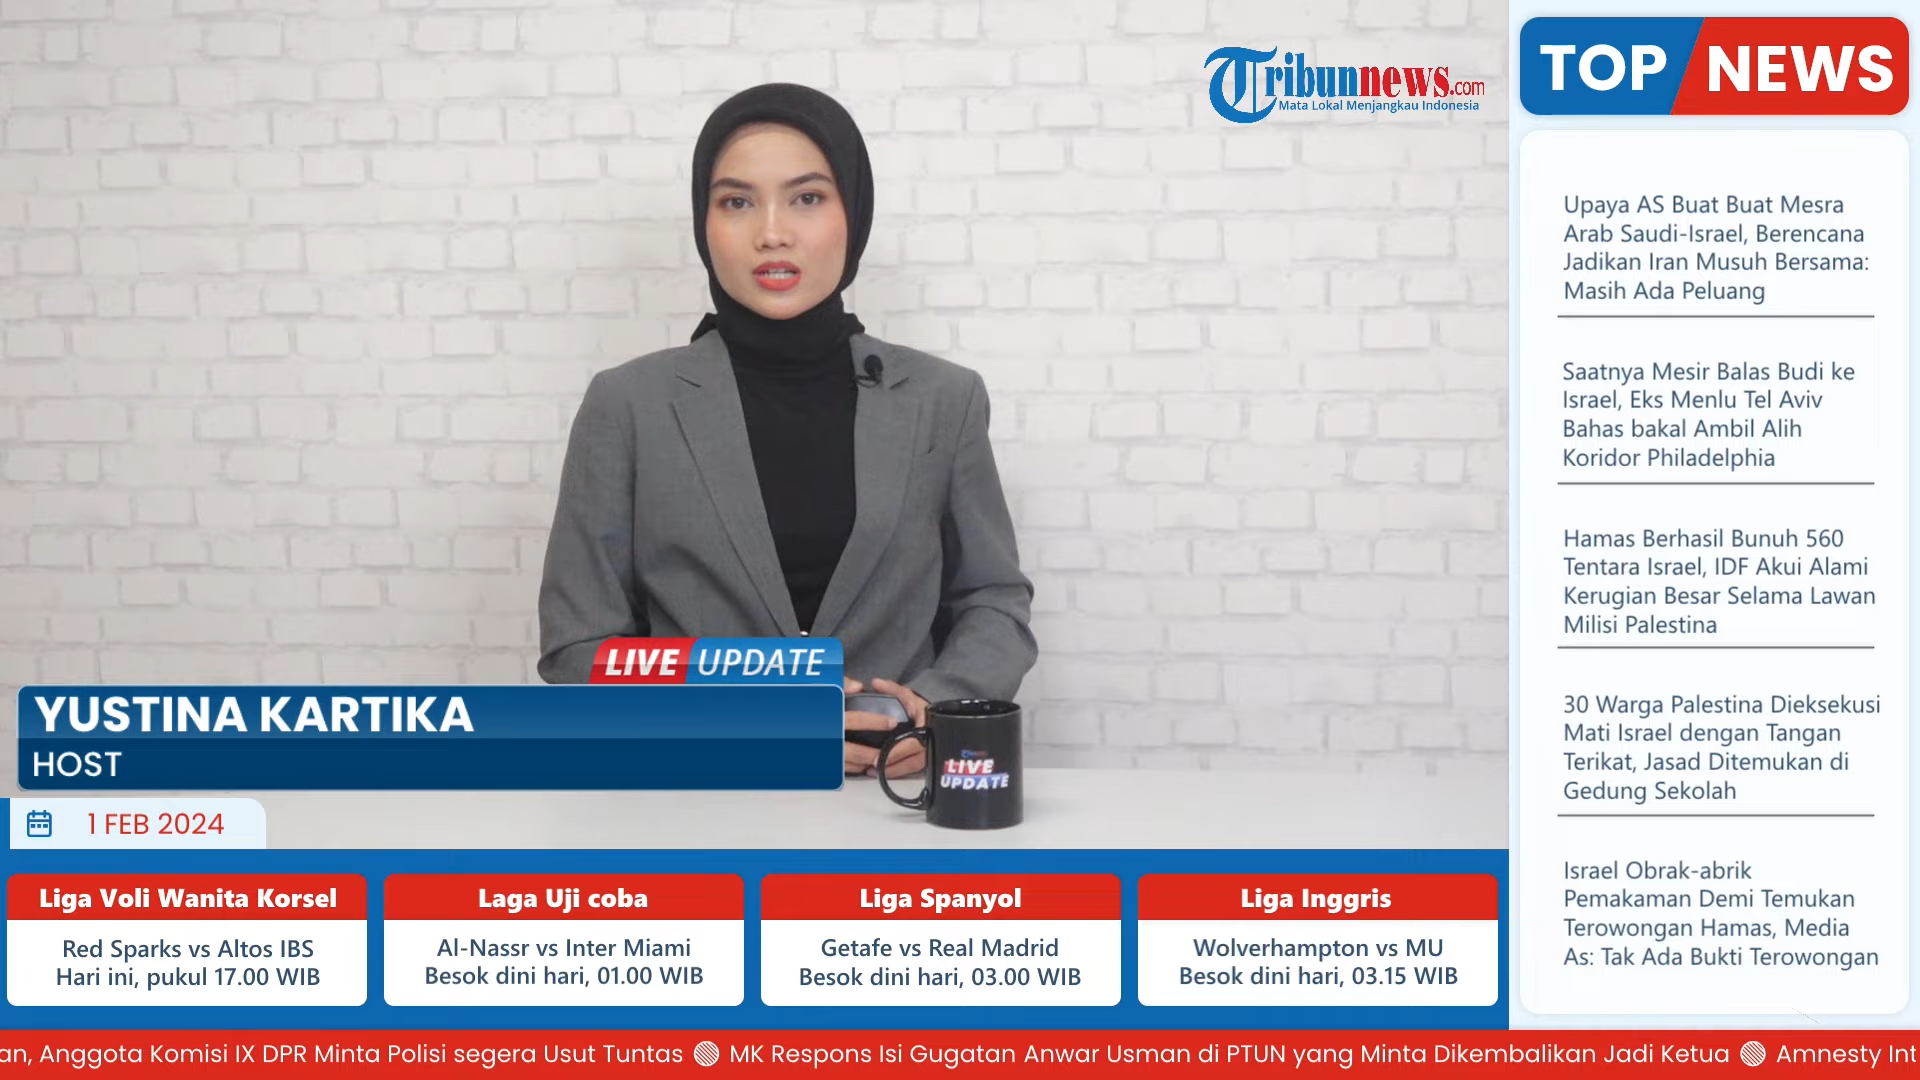 Tribunnews.com
Mata Lokal Menjangkau Indonesia
TOP NEWS
Upaya AS Buat Buat Mesra
Arab Saudi-Israel, Berencana
Jadikan Iran Musuh Bersama:
Masih Ada Peluang
Saatnya Mesir Balas Budi ke
Israel, Eks Menlu Tel Aviv
Bahas bakal Ambil Alih
Koridor Philadelphia
Hamas Berhasil Bunuh 560
Tentara Israel, IDF Akui Alami
Kerugian Besar Selama Lawan
Milisi Palestina
30 Warga Palestina Dieksekusi
Mati Israel dengan Tangan
Terikat, Jasad Ditemukan di
Gedung Sekolah
Israel Obrak-abrik
Pemakaman Demi Temukan
Terowongan Hamas, Media
As: Tak Ada Bukti Terowongan
LIVE UPDATE
YUSTINA KARTIKA
HOST
LIVE
UPDATE
1 FEB 2024
Liga Voli Wanita Korsel
Red Sparks vs Altos IBS
Hari ini, pukul 17.00 WIB
Laga Uji coba
Al-Nassr vs Inter Miami
Besok dini hari, 01.00 WIB
Liga Spanyol
Getafe vs Real Madrid
Besok dini hari, 03.00 WIB
Liga Inggris
Wolverhampton vs MU
Besok dini hari, 03.15 WIB
an, Anggota Komisi IX DPR Minta Polisi segera Usut Tuntas MK Respons Isi Gugatan Anwar Usman di PTUN yang Minta Dikembalikan Jadi Ketua Amnesty Int